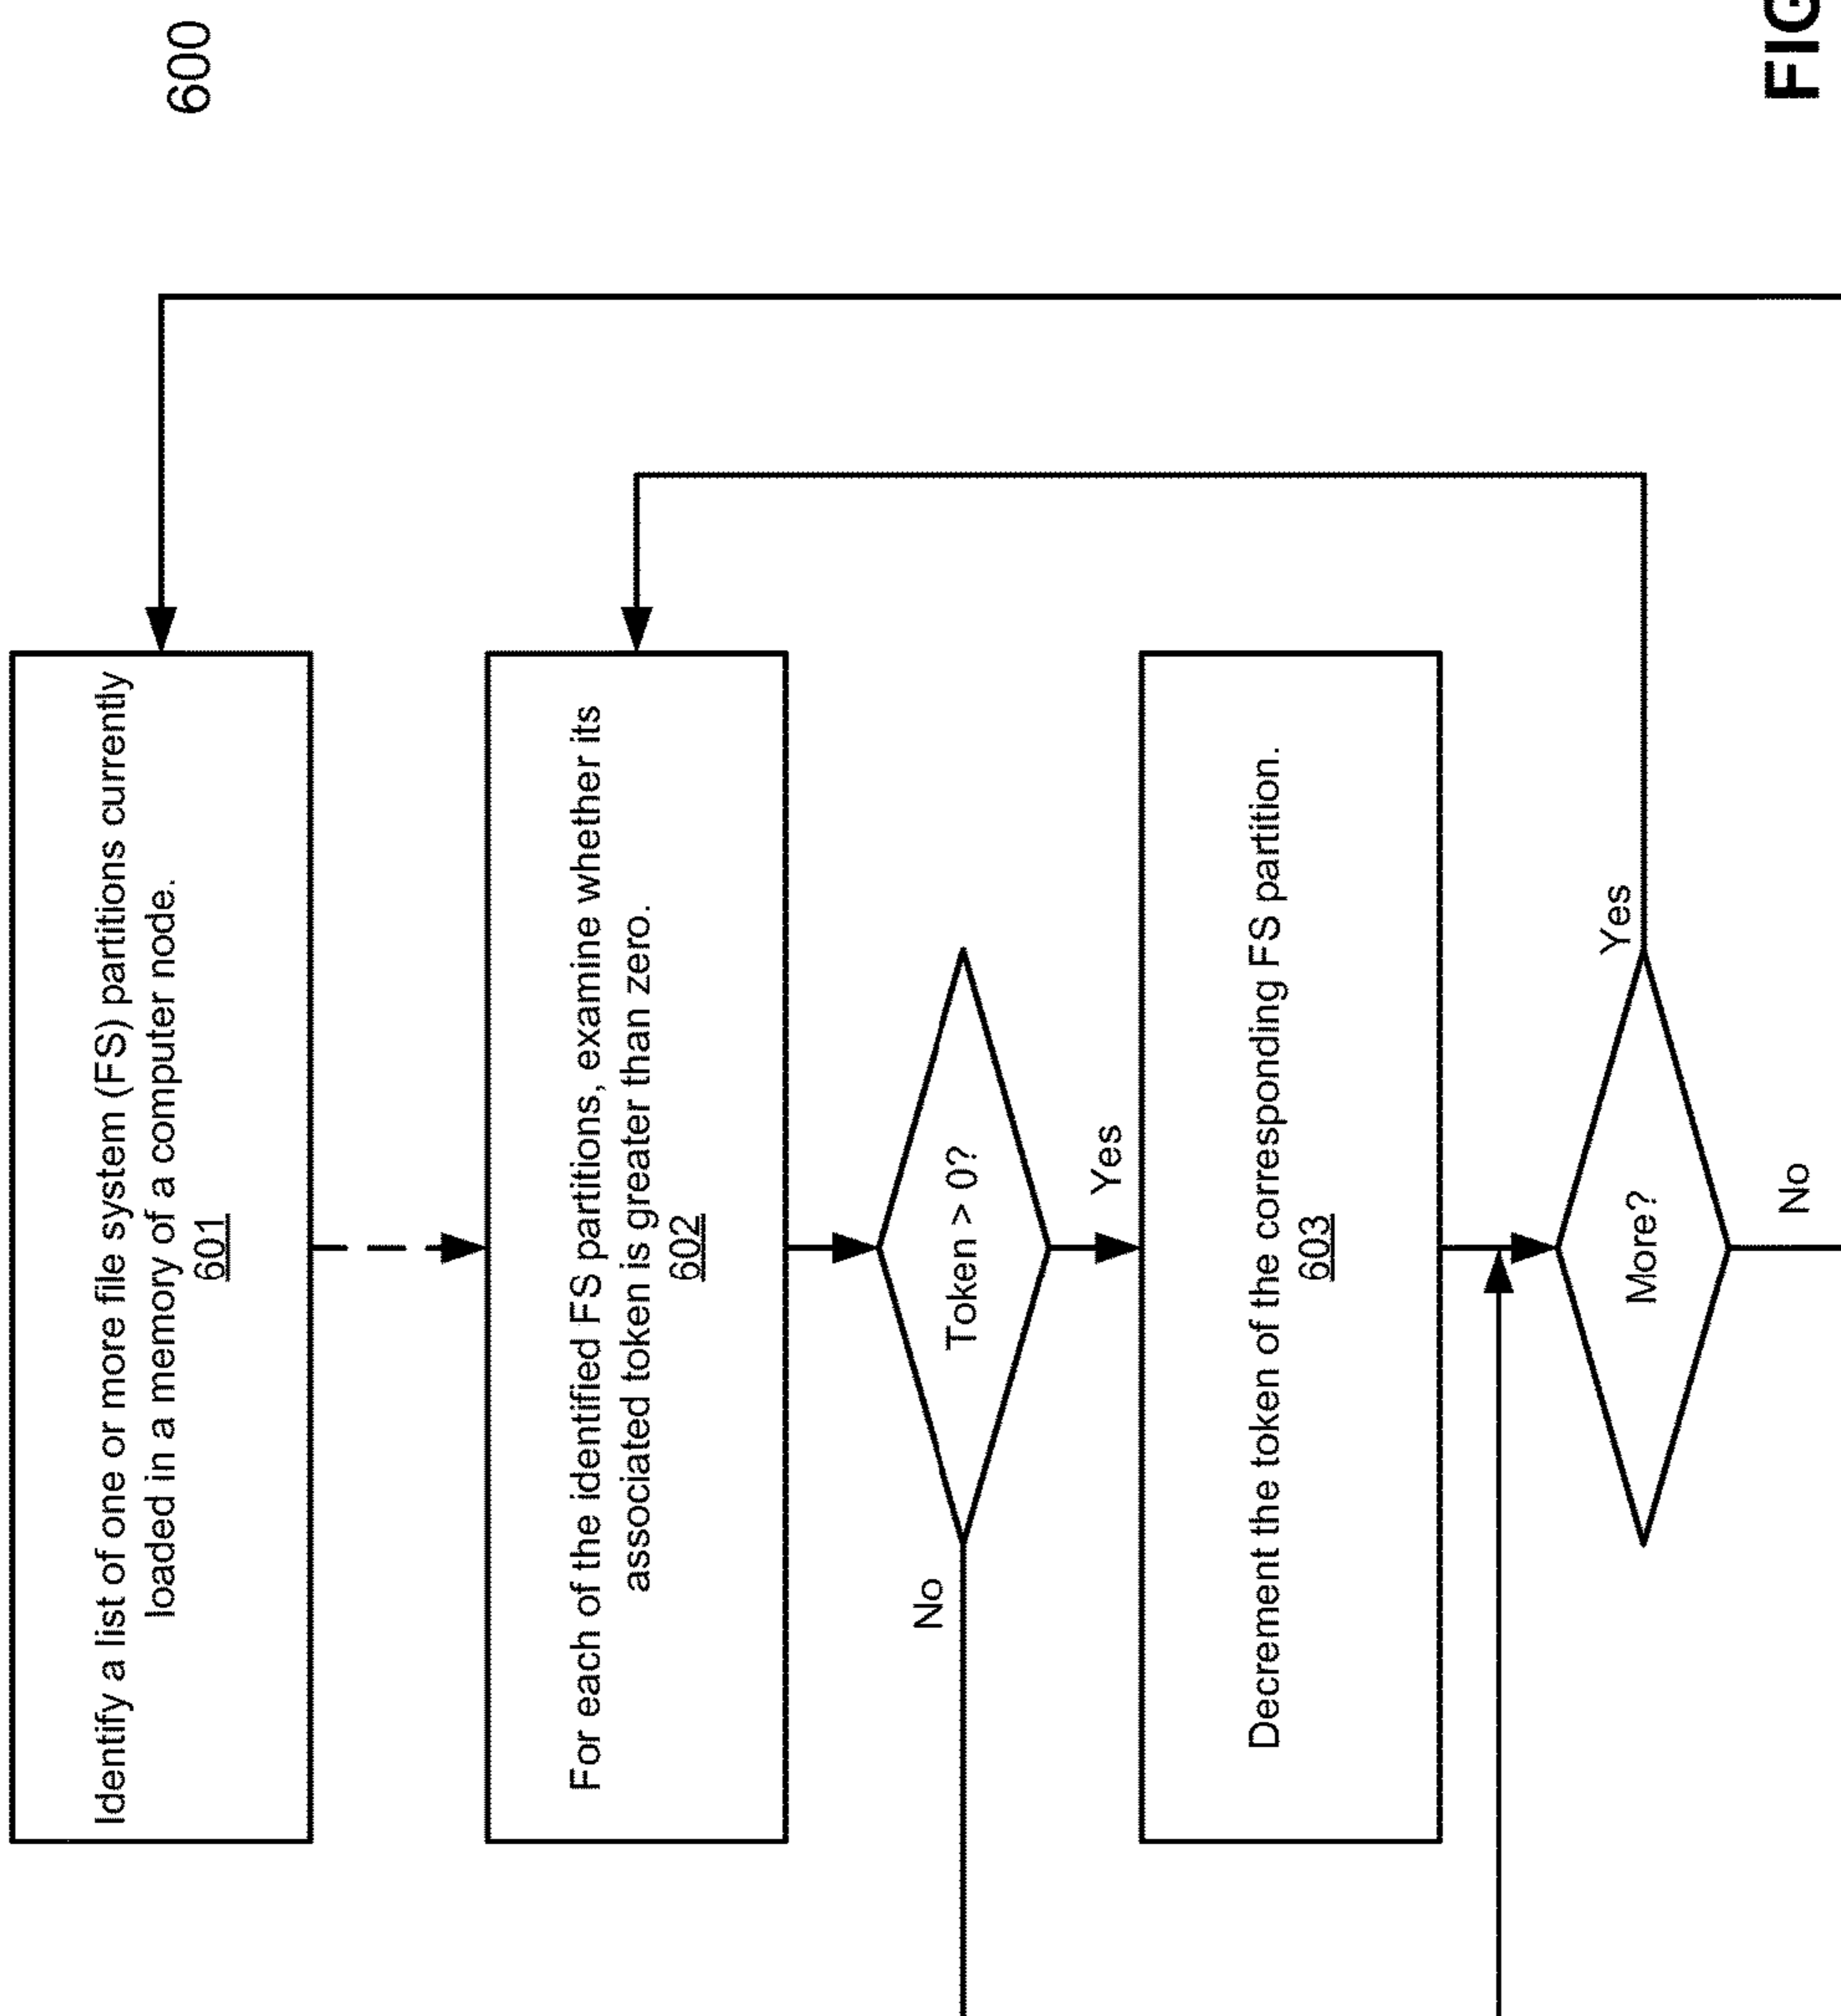 600
Identify a list of one or more file system (FS) partitions currently
loaded in a memory of a computer node.
601
For each of the identified FS partitions, examine whether its
associated token is greater than zero.
602
Token > 0?
No
Yes
Decrement the token of the corresponding FS partition.
603
More?
Yes
No